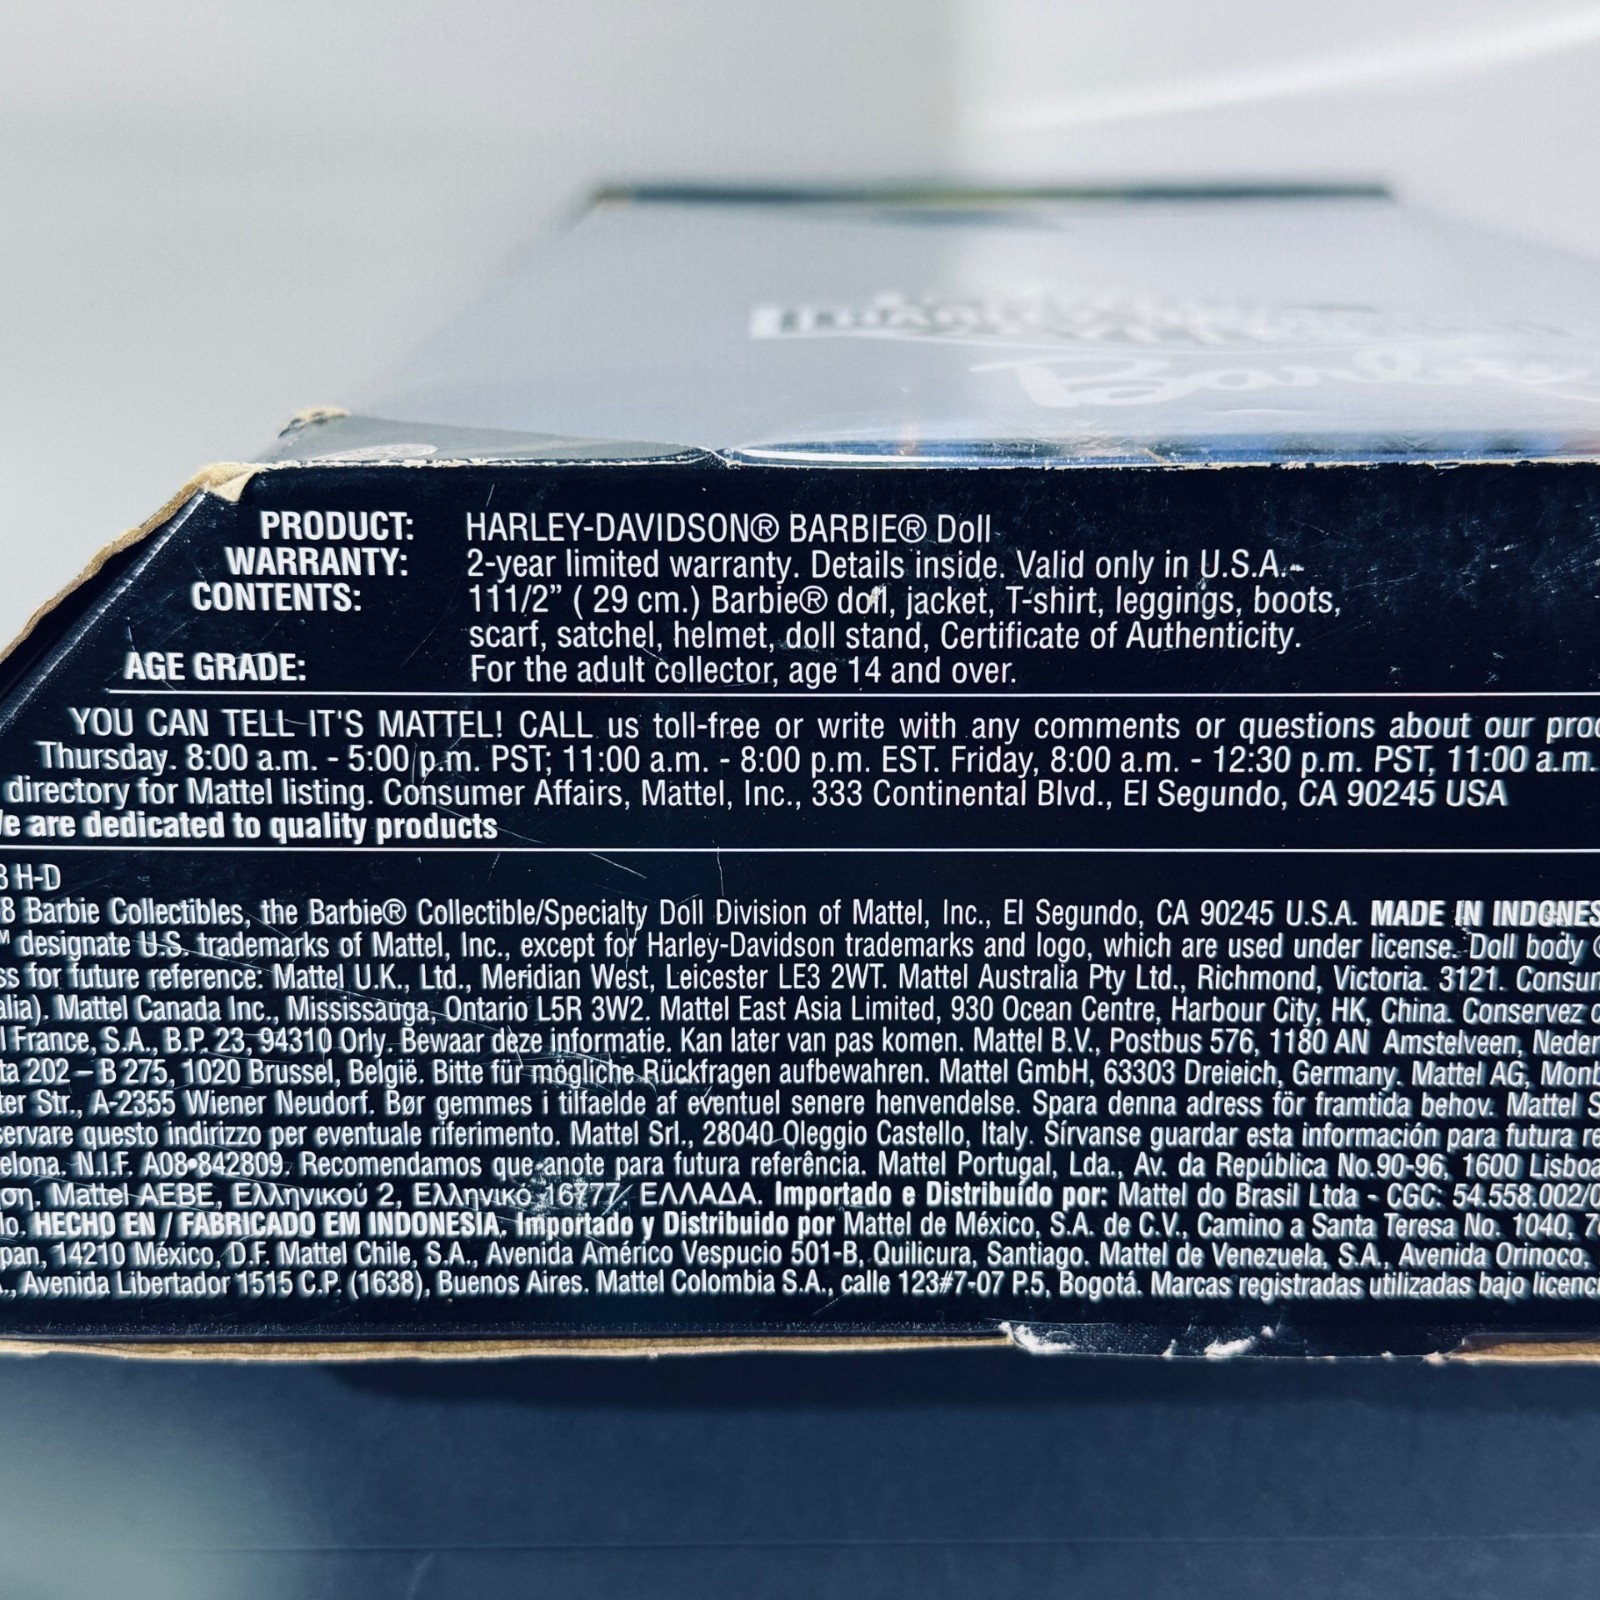 Barbie
PRODUCT: HARLEY-DAVIDSON® BARBIE® Doll
WARRANTY: 2-year limited warranty. Details inside. Valid only in U.S.A.
CONTENTS: 111/2” ( 29 cm.) Barbie® doll, jacket, T-shirt, leggings, boots,
scarf, satchel, helmet, doll stand, Certificate of Authenticity.
AGE GRADE: For the adult collector, age 14 and over.
YOU CAN TELL IT'S MATTEL! CALL us toll-free or write with any comments or questions about our
Thursday. 8:00 a.m. - 5:00 p.m. PST; 11:00 a.m. - 8:00 p.m. EST. Friday, 8:00 a.m. - 12:30 p.m. PST, 11:00 a.m.
directory for Mattel listing. Consumer Affairs, Mattel, Inc., 333 Continental Blvd., El Segundo, CA 90245 USA
are dedicated to quality products
8 H-D
8 Barbie Collectibles, the Barbie® Collectible/Specialty Doll Division of Mattel, Inc., El Segundo, CA 90245 U.S.A. MADE IN INDONES
™ designate U.S. trademarks of Mattel, Inc., except for Harley-Davidson trademarks and logo, which are used under license. Doll body ©
ss for future reference: Mattel U.K., Ltd., Meridian West, Leicester LE3 2WT. Mattel Australia Pty Ltd., Richmond, Victoria. 3121. Consum
alia). Mattel Canada Inc., Mississauga, Ontario L5R 3W2. Mattel East Asia Limited, 930 Ocean Centre, Harbour City, HK, China. Conservez
l France, S.A., B.P. 23, 94310 Orly. Bewaar deze informatie. Kan later van pas komen. Mattel B.V., Postbus 576, 1180 AN Amstelveen, Neder
ta 202 – B 275, 1020 Brussel, België. Bitte für mögliche Rückfragen aufbewahren. Mattel GmbH, 63303 Dreieich, Germany. Mattel AG, Monb
ter Str., A-2355 Wiener Neudorf. Bør gemmes i tilfaelde af eventuel senere henvendelse. Spara denna adress för framtida behov. Mattel S
servare questo indirizzo per eventuale riferimento. Mattel Srl., 28040 Oleggio Castello, Italy. Sírvanse guardar esta información para futura re
elona. N.I.F. A08-842809. Recomendamos que anote para futura referência. Mattel Portugal, Lda., Av. da República No.90-96, 1600 Lisboa
ση. Mattel AEBE, Ελληνικού 2, Ελληνικο 16777, ΕΛΛΑΔΑ. Importado e Distribuído por: Mattel do Brasil Ltda - CGC: 54.558.002/0
lo. HECHO EN / FABRICADO EM INDONESIA. Importado y Distribuido por Mattel de México, S.A. de C.V., Camino a Santa Teresa No. 1040, 7
pan, 14210 México, D.F. Mattel Chile, S.A., Avenida Américo Vespucio 501-B, Quilicura, Santiago. Mattel de Venezuela, S.A., Avenida Orinoco,
., Avenida Libertador 1515 C.P. (1638), Buenos Aires. Mattel Colombia S.A., calle 123#7-07 P.5, Bogotá. Marcas registradas utilizadas bajo licenci